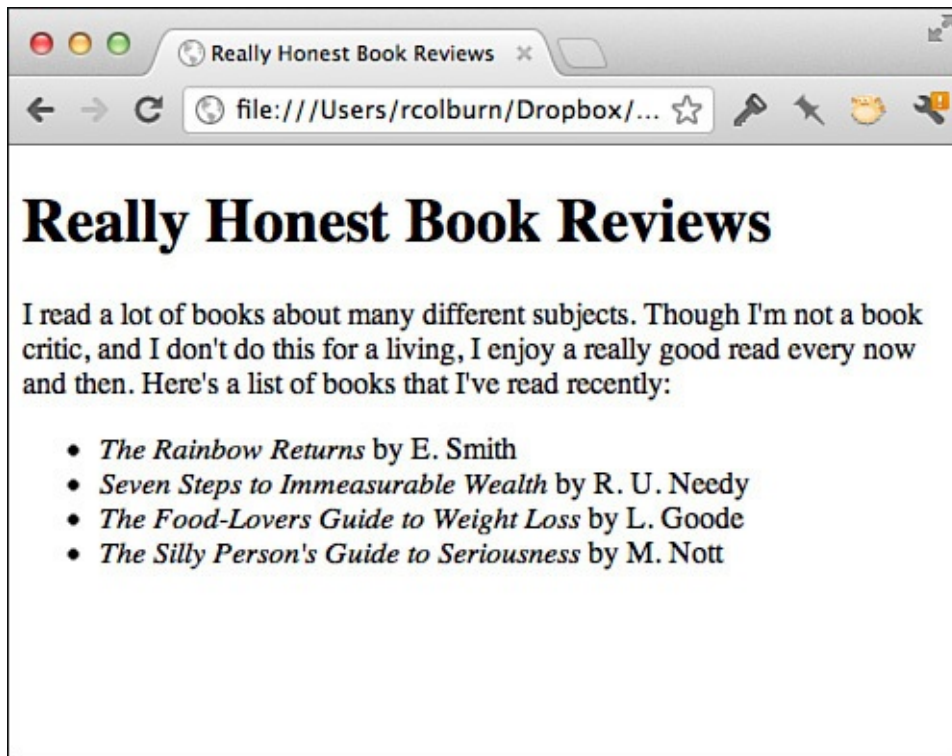 Really Honest Book Reviews
file:///Users/rcolburn/Dropbox/...
Really Honest Book Reviews
I read a lot of books about many different subjects. Though I'm not a book
critic, and I don't do this for a living, I enjoy a really good read every now
and then. Here's a list of books that I've read recently:
• The Rainbow Returns by E. Smith
• Seven Steps to Immeasurable Wealth by R. U. Needy
• The Food-Lovers Guide to Weight Loss by L. Goode
• The Silly Person's Guide to Seriousness by M. Nott